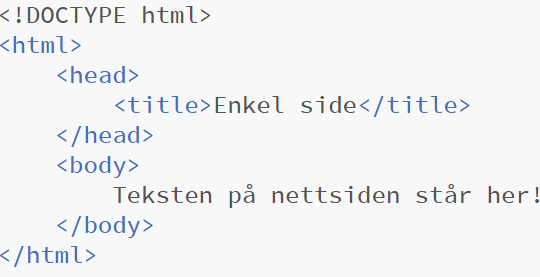 <!DOCTYPE html>
<html>
    <head>
        <title>Enkel side</title>
    </head>
    <body>
        Teksten på nettsiden står her!
    </body>
</html>